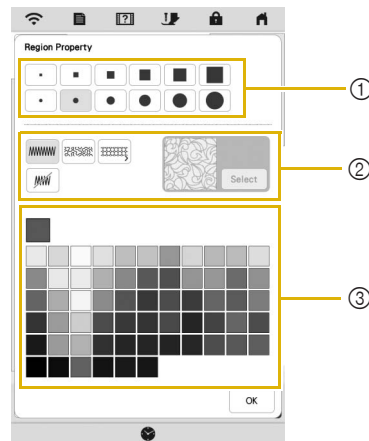 Region Property
①
②
Select
③
OK